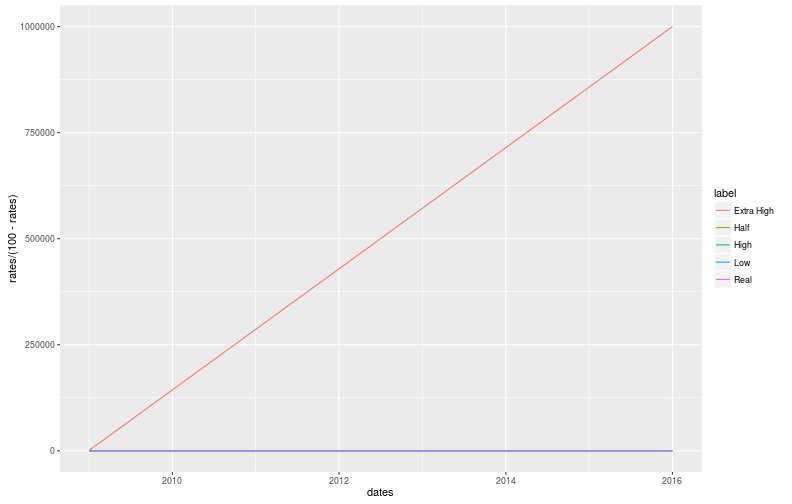 1000000
750000
500000
250000
0
rates/(100 - rates)
2010
2012
2014
2016
dates
label
Extra High
Half
High
Low
Real